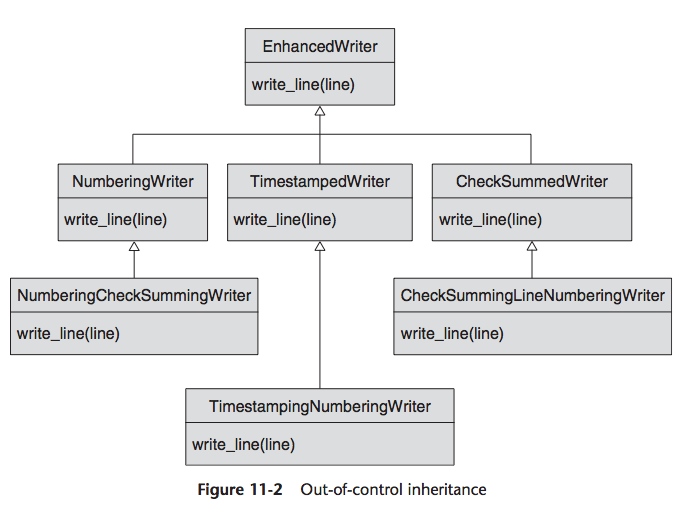 EnhancedWriter
write_line(line)
NumberingWriter
write_line(line)
TimestampedWriter
write_line(line)
CheckSummedWriter
write_line(line)
NumberingCheckSummingWriter
write_line(line)
CheckSummingLineNumberingWriter
write_line(line)
TimestampingNumberingWriter
write_line(line)
Figure 11-2 Out-of-control inheritance